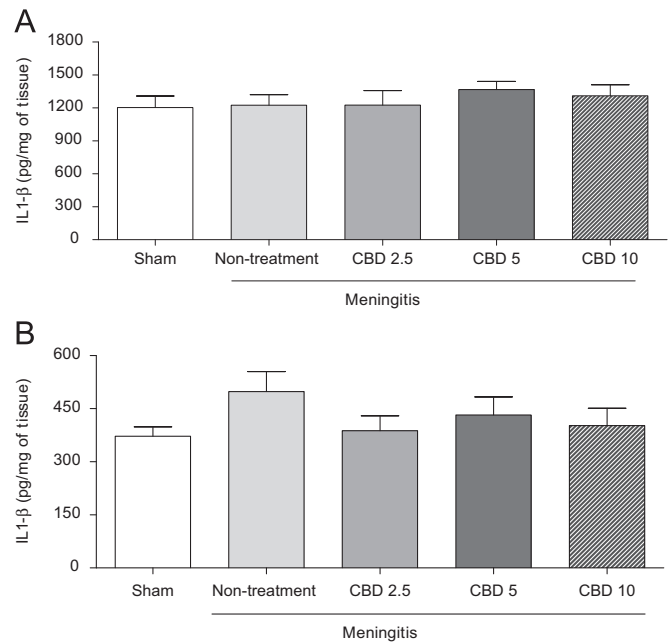 A
1800
1500
1200
900
600
300
0
IL1-β (pg/mg of tissue)
Sham Non-treatment CBD 2.5 CBD 5 CBD 10
Meningitis
B
600
450
300
150
0
IL1-β (pg/mg of tissue)
Sham Non-treatment CBD 2.5 CBD 5 CBD 10
Meningitis